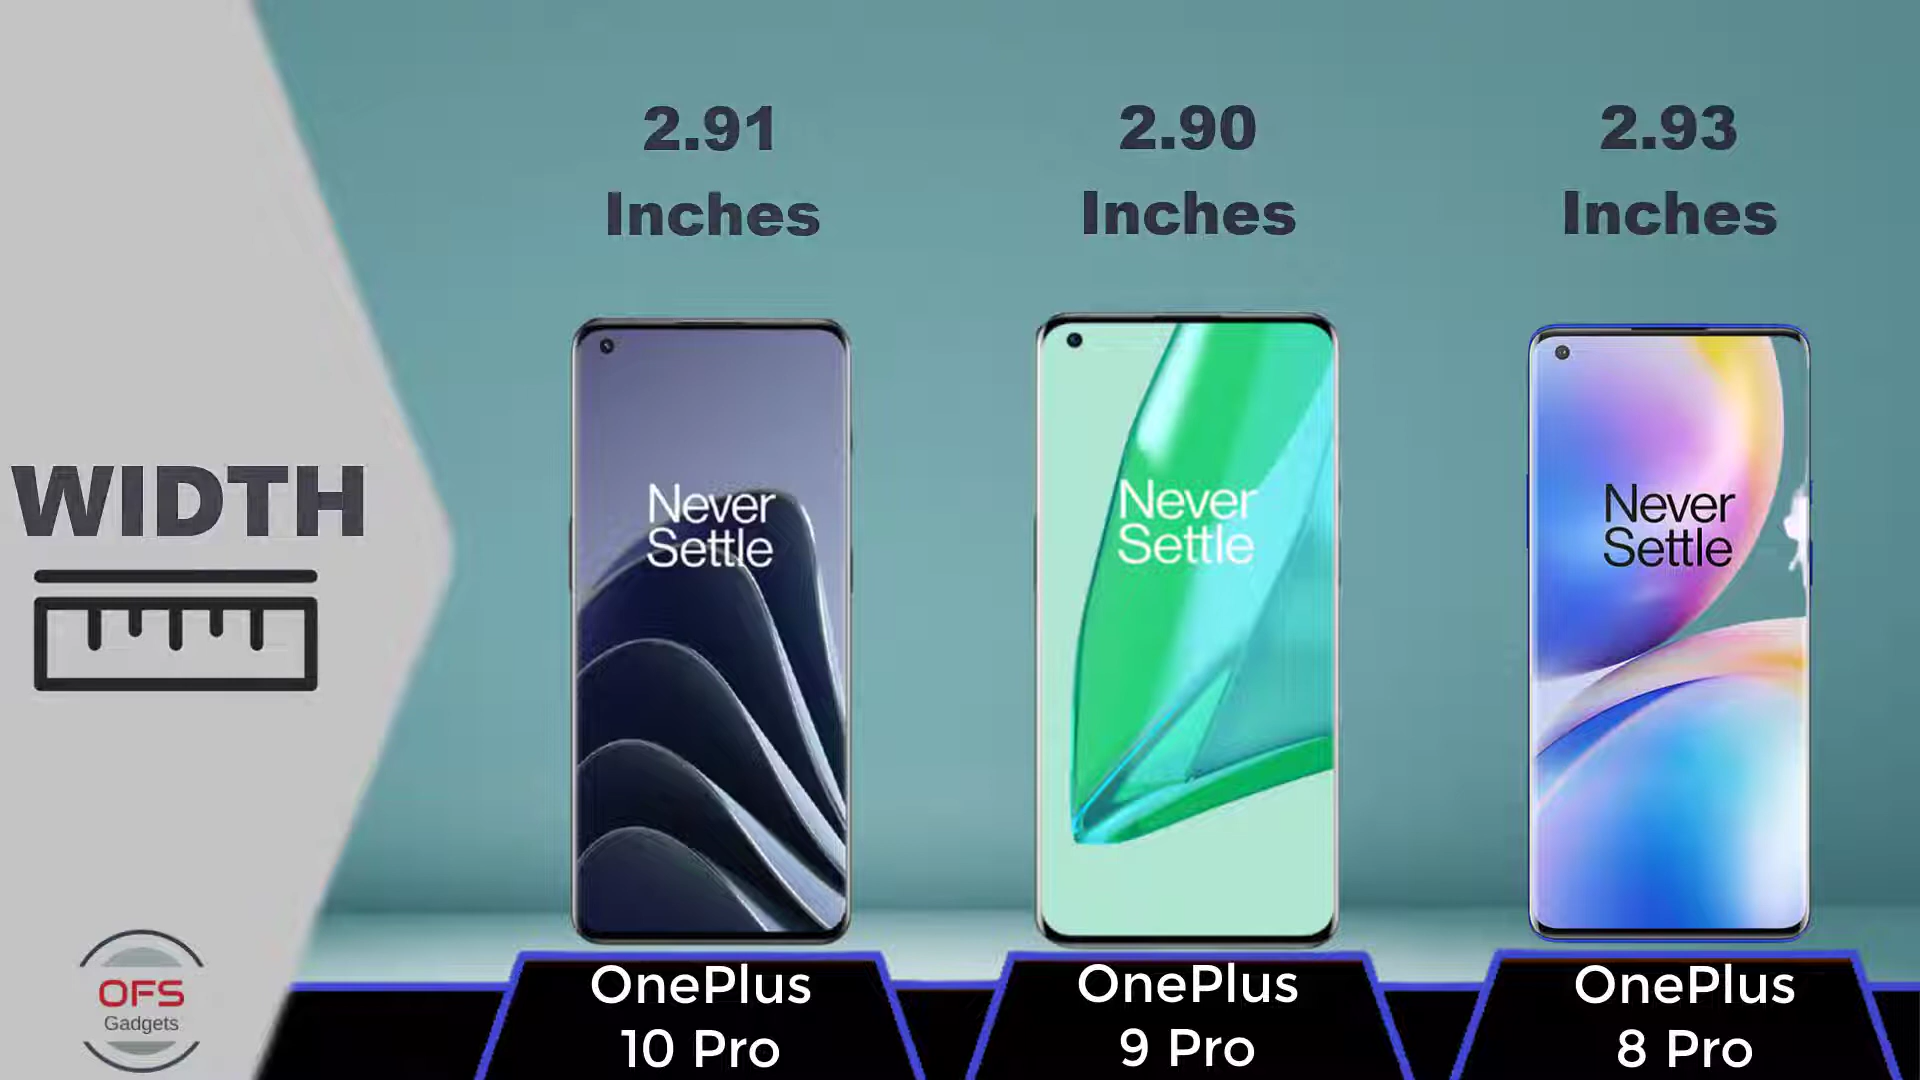 WIDTH
2.91
Inches
2.90
Inches
2.93
Inches
Never
Settle
Never
Settle
Never
Settle
OnePlus
10 Pro
OnePlus
9 Pro
OnePlus
8 Pro
OFS
Gadgets